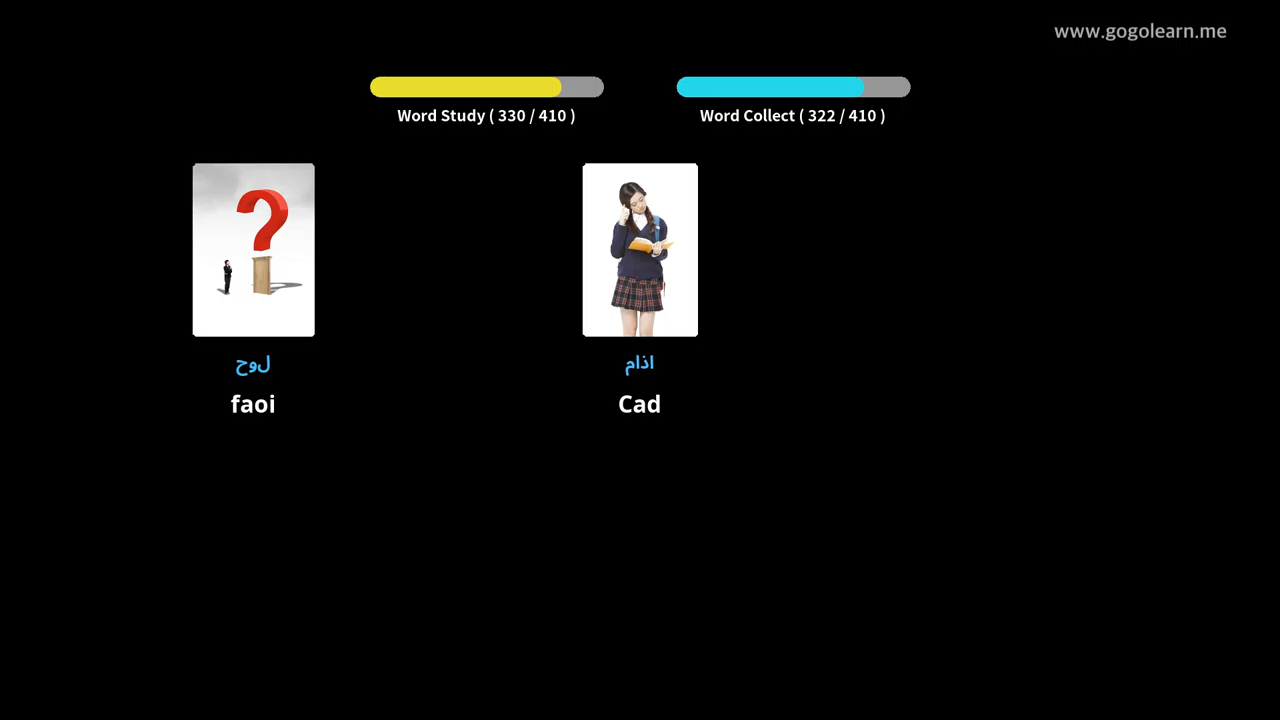 www.gogolearn.me
Word Study ( 330 / 410 )
Word Collect ( 322 / 410 )
لوح
faoi
اذام
Cad